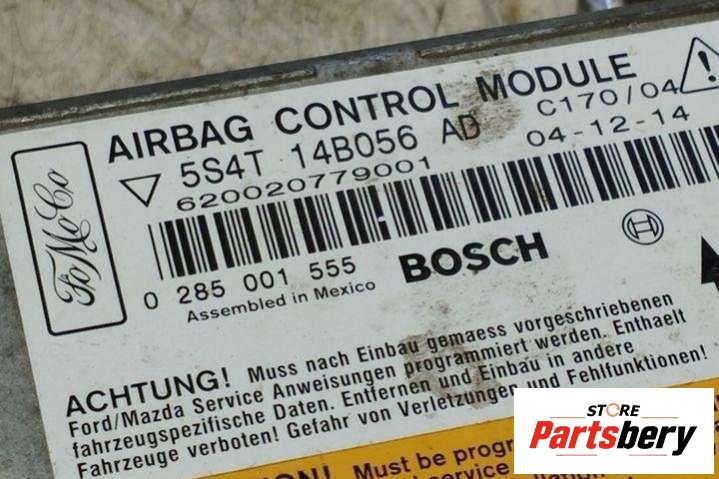 AIRBAG CONTROL MODULE
5S4T 14B056 AD
C170/04
620020779001
04-12-14
FoMoCo
0 285 001 555
BOSCH
Assembled in Mexico
ACHTUNG! Muss nach Einbau gemaess vorgeschriebenen
Ford/Mazda Service Anweisungen programmiert werden. Enthaelt
fahrzeugspezifische Daten. Entfernen und Einbau in andere
Fahrzeuge verboten! Gefahr von Verletzungen und Fehlfunktionen!
Must be prog
service
STORE
Partsbery